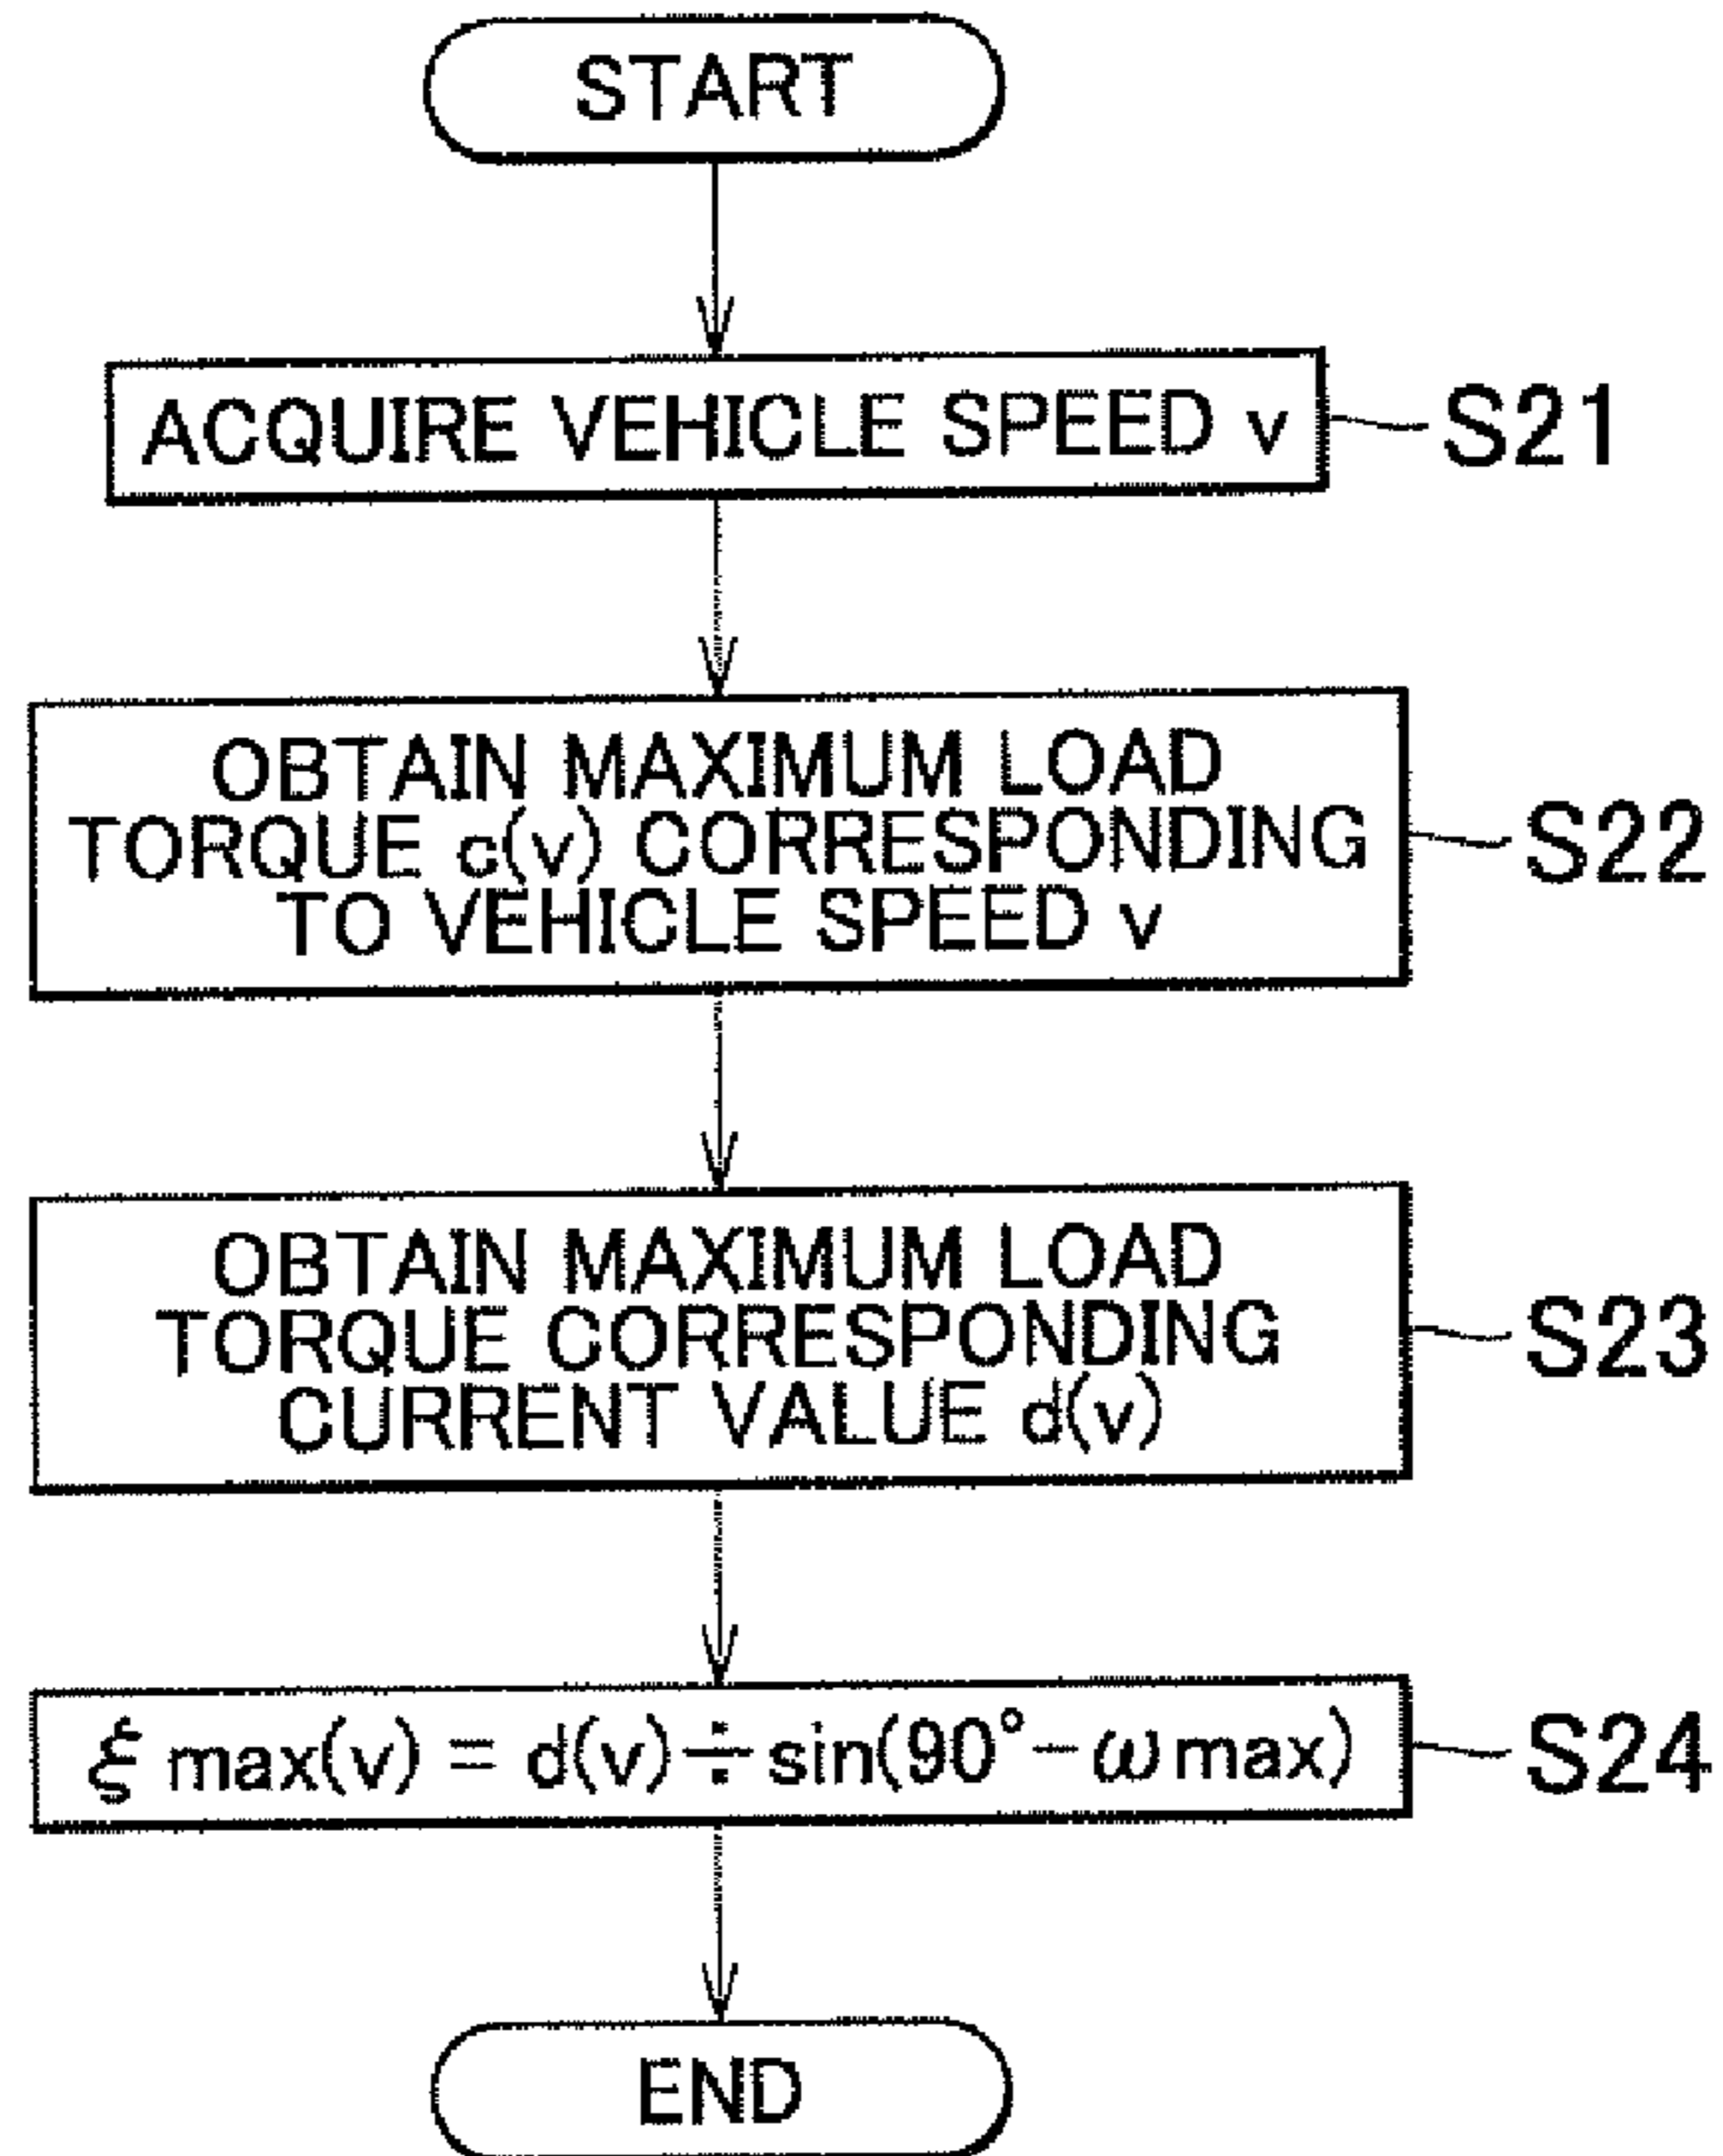 START
ACQUIRE VEHICLE SPEED v
S21
OBTAIN MAXIMUM LOAD
TORQUE c(v) CORRESPONDING
TO VEHICLE SPEED v
S22
OBTAIN MAXIMUM LOAD
TORQUE CORRESPONDING
CURRENT VALUE d(v)
S23
ξ max(v) = d(v)÷sin(90°-ω max)
S24
END